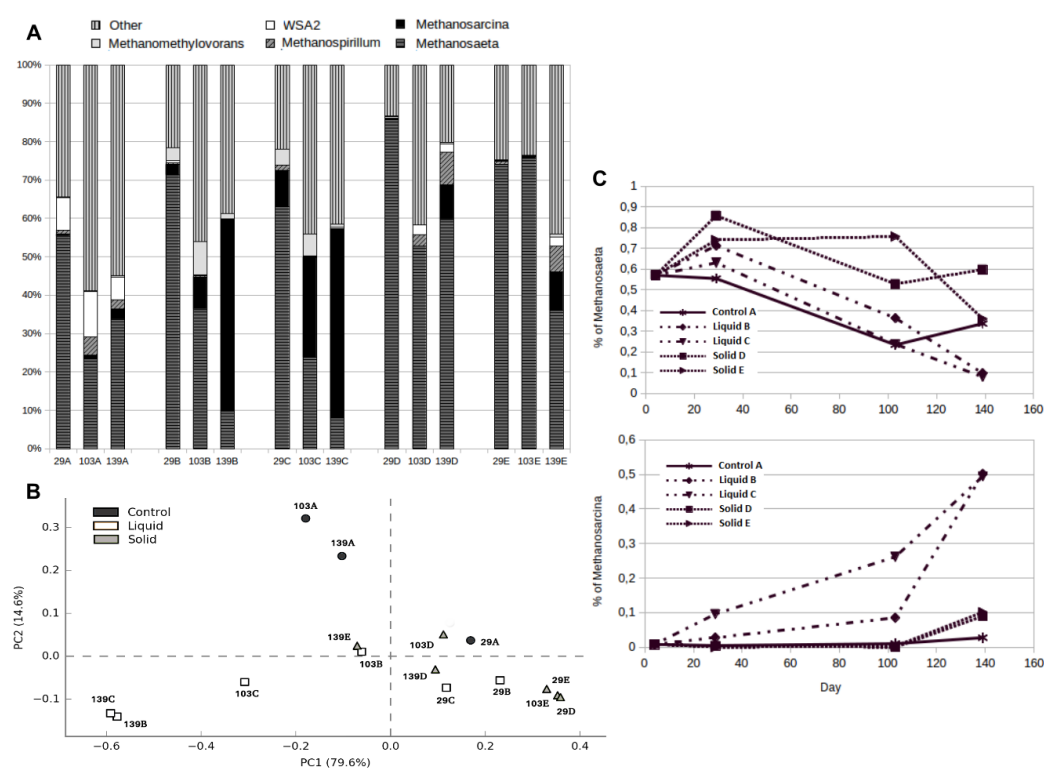 A
Other
WSA2
Methanosarcina
Methanomethylovorans
Methanospirillum
Methanosaeta
100%
90%
80%
70%
60%
50%
40%
30%
20%
10%
0%
29A 103A 139A 29B 103B 139B 29C 103C 139C 29D 103D 139D 29E 103E 139E
B
Control
Liquid
Solid
PC2 (14.6%)
0.3
0.2
0.1
0.0
−0.1
103A
139A
139E
103B
103D
29A
139D
29C
29B
29E
103E
29D
103C
139C
139B
−0.6 −0.4 −0.2 0.0 0.2 0.4
PC1 (79.6%)
C
% of Methanosaeta
1
0,9
0,8
0,7
0,6
0,5
0,4
0,3
0,2
0,1
0
Control A
Liquid B
Liquid C
Solid D
Solid E
0 20 40 60 80 100 120 140 160
% of Methanosarcina
0,6
0,5
0,4
0,3
0,2
0,1
0
Control A
Liquid B
Liquid C
Solid D
Solid E
0 20 40 60 80 100 120 140 160
Day